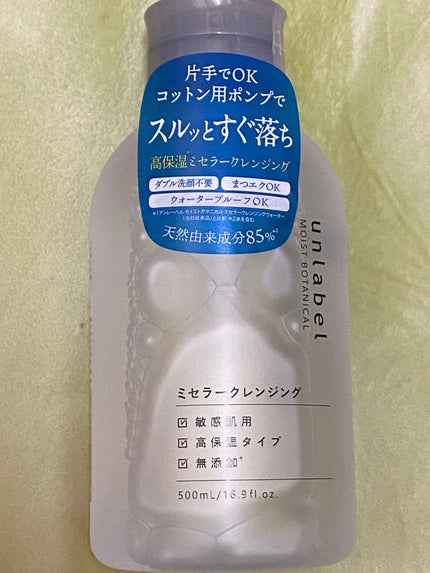 片手でOK
コットン用ポンプで
スルッとすぐ落ち
高保湿ミセラークレンジング
ダブル洗顔不要 まつエクOK
ウォータープルーフOK
天然由来成分85%
unlabel
MOIST BOTANICAL
ミセラークレンジング
☑ 敏感肌用
☑ 高保湿タイプ
☑ 無添加*
500mL/16.9fl.oz.